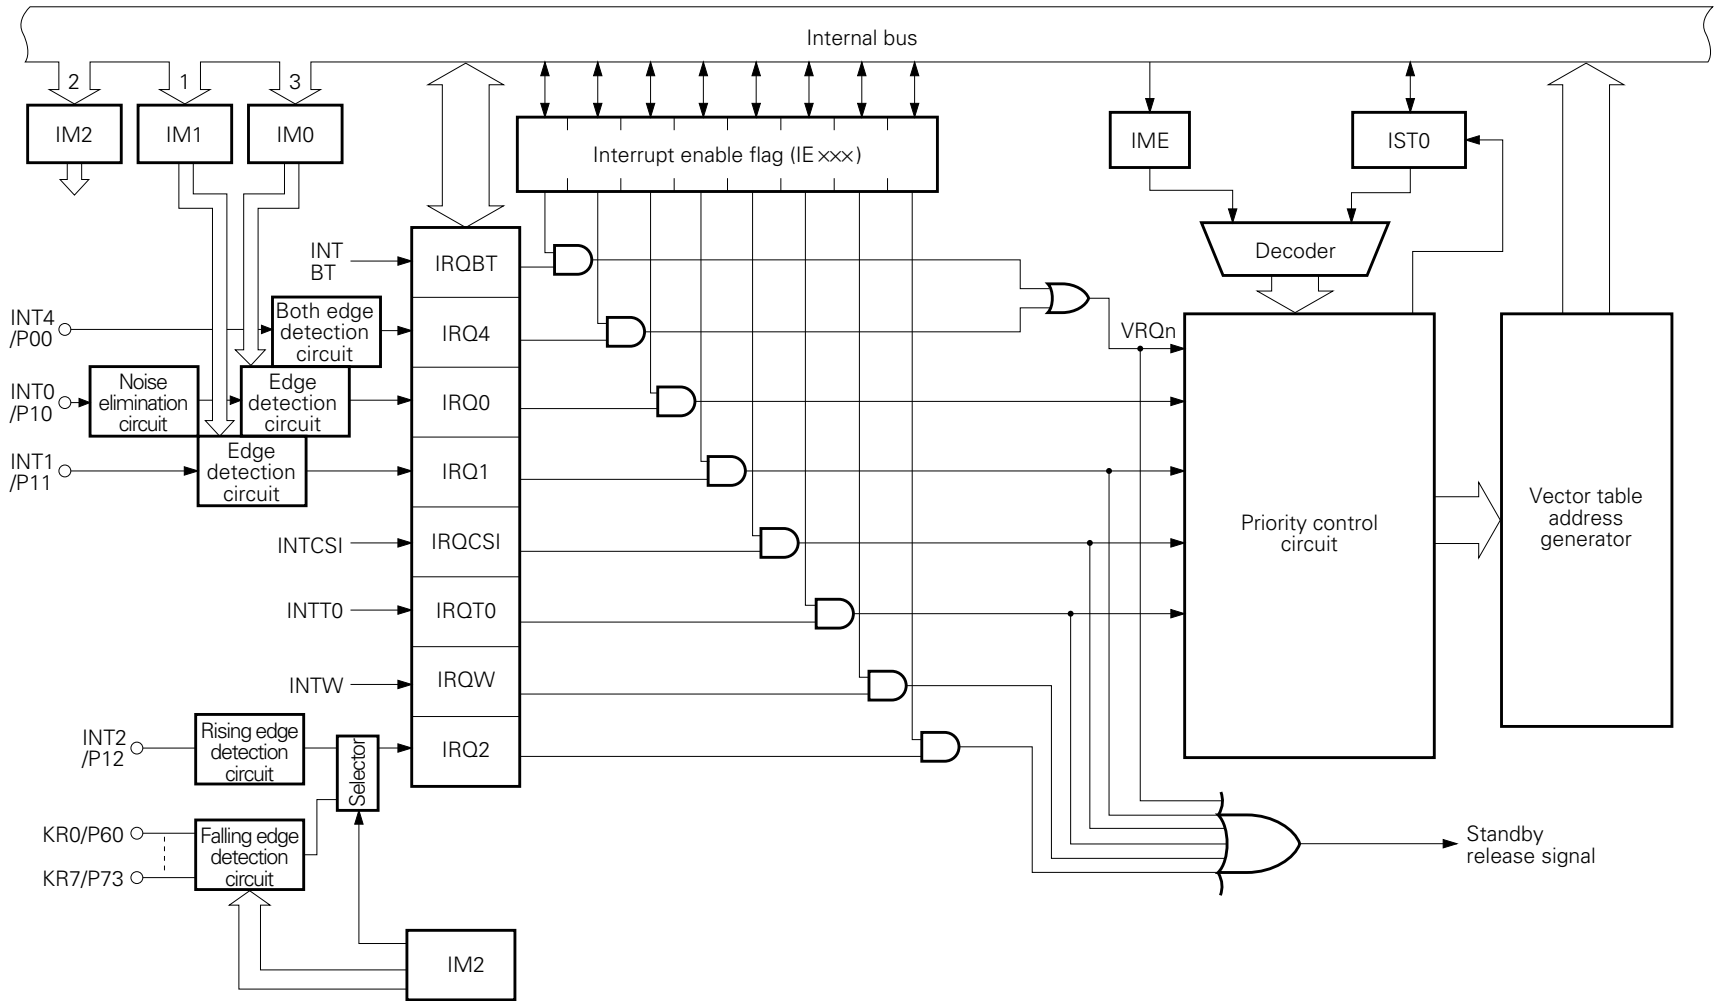 Internal bus
2
1
3
IM2
IM1
IM0
Interrupt enable flag (IE×××)
IME
IST0
Decoder
INT
BT
IRQBT
INT4
/P00
Both edge
detection
circuit
IRQ4
VRQn
INT0
/P10
Noise
elimination
circuit
Edge
detection
circuit
IRQ0
INT1
/P11
Edge
detection
circuit
IRQ1
INTCSI
IRQCSI
Priority control
circuit
Vector table
address
generator
INTT0
IRQT0
INTW
IRQW
INT2
/P12
Rising edge
detection
circuit
Selector
IRQ2
KR0/P60
KR7/P73
Falling edge
detection
circuit
Standby
release signal
IM2